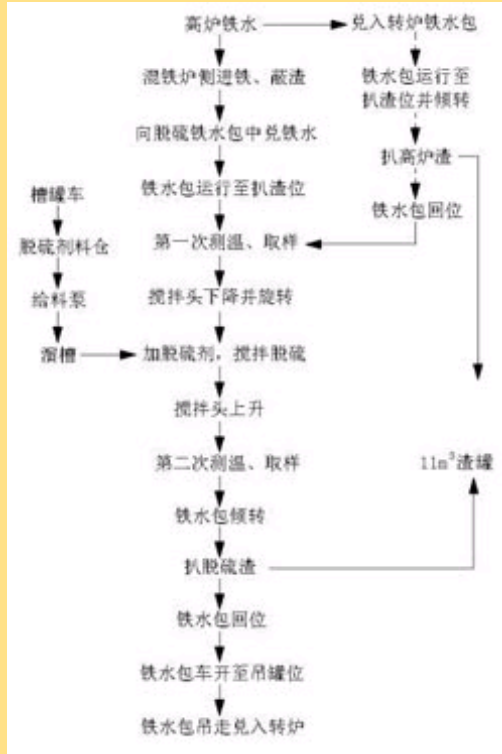 高炉铁水
兑入转炉铁水包
混铁炉侧进铁、蔽渣
铁水包运行至
扒渣位并倾转
向脱硫铁水包中兑铁水
扒高炉渣
槽罐车
铁水包运行至扒渣位
铁水包回位
脱硫剂料仓
第一次测温、取样
给料泵
搅拌头下降并旋转
溜槽
加脱硫剂，搅拌脱硫
搅拌头上升
第二次测温、取样
11m³渣罐
铁水包倾转
扒脱硫渣
铁水包回位
铁水包车开至吊罐位
铁水包吊走兑入转炉